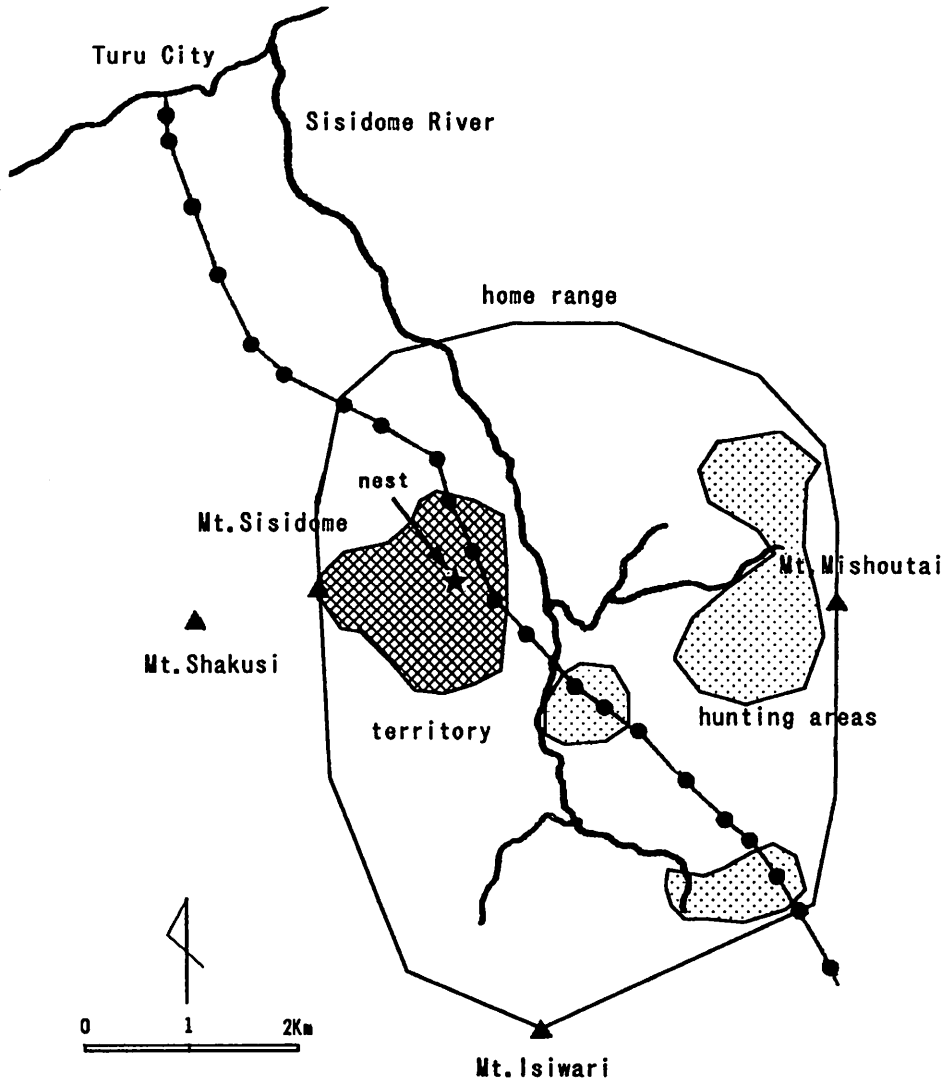 Turu City
Sisidome River
home range
nest
Mt.Sisidome
Mt.Mishoutai
Mt.Shakusi
hunting areas
territory
0 1 2Km
Mt.Isiwari